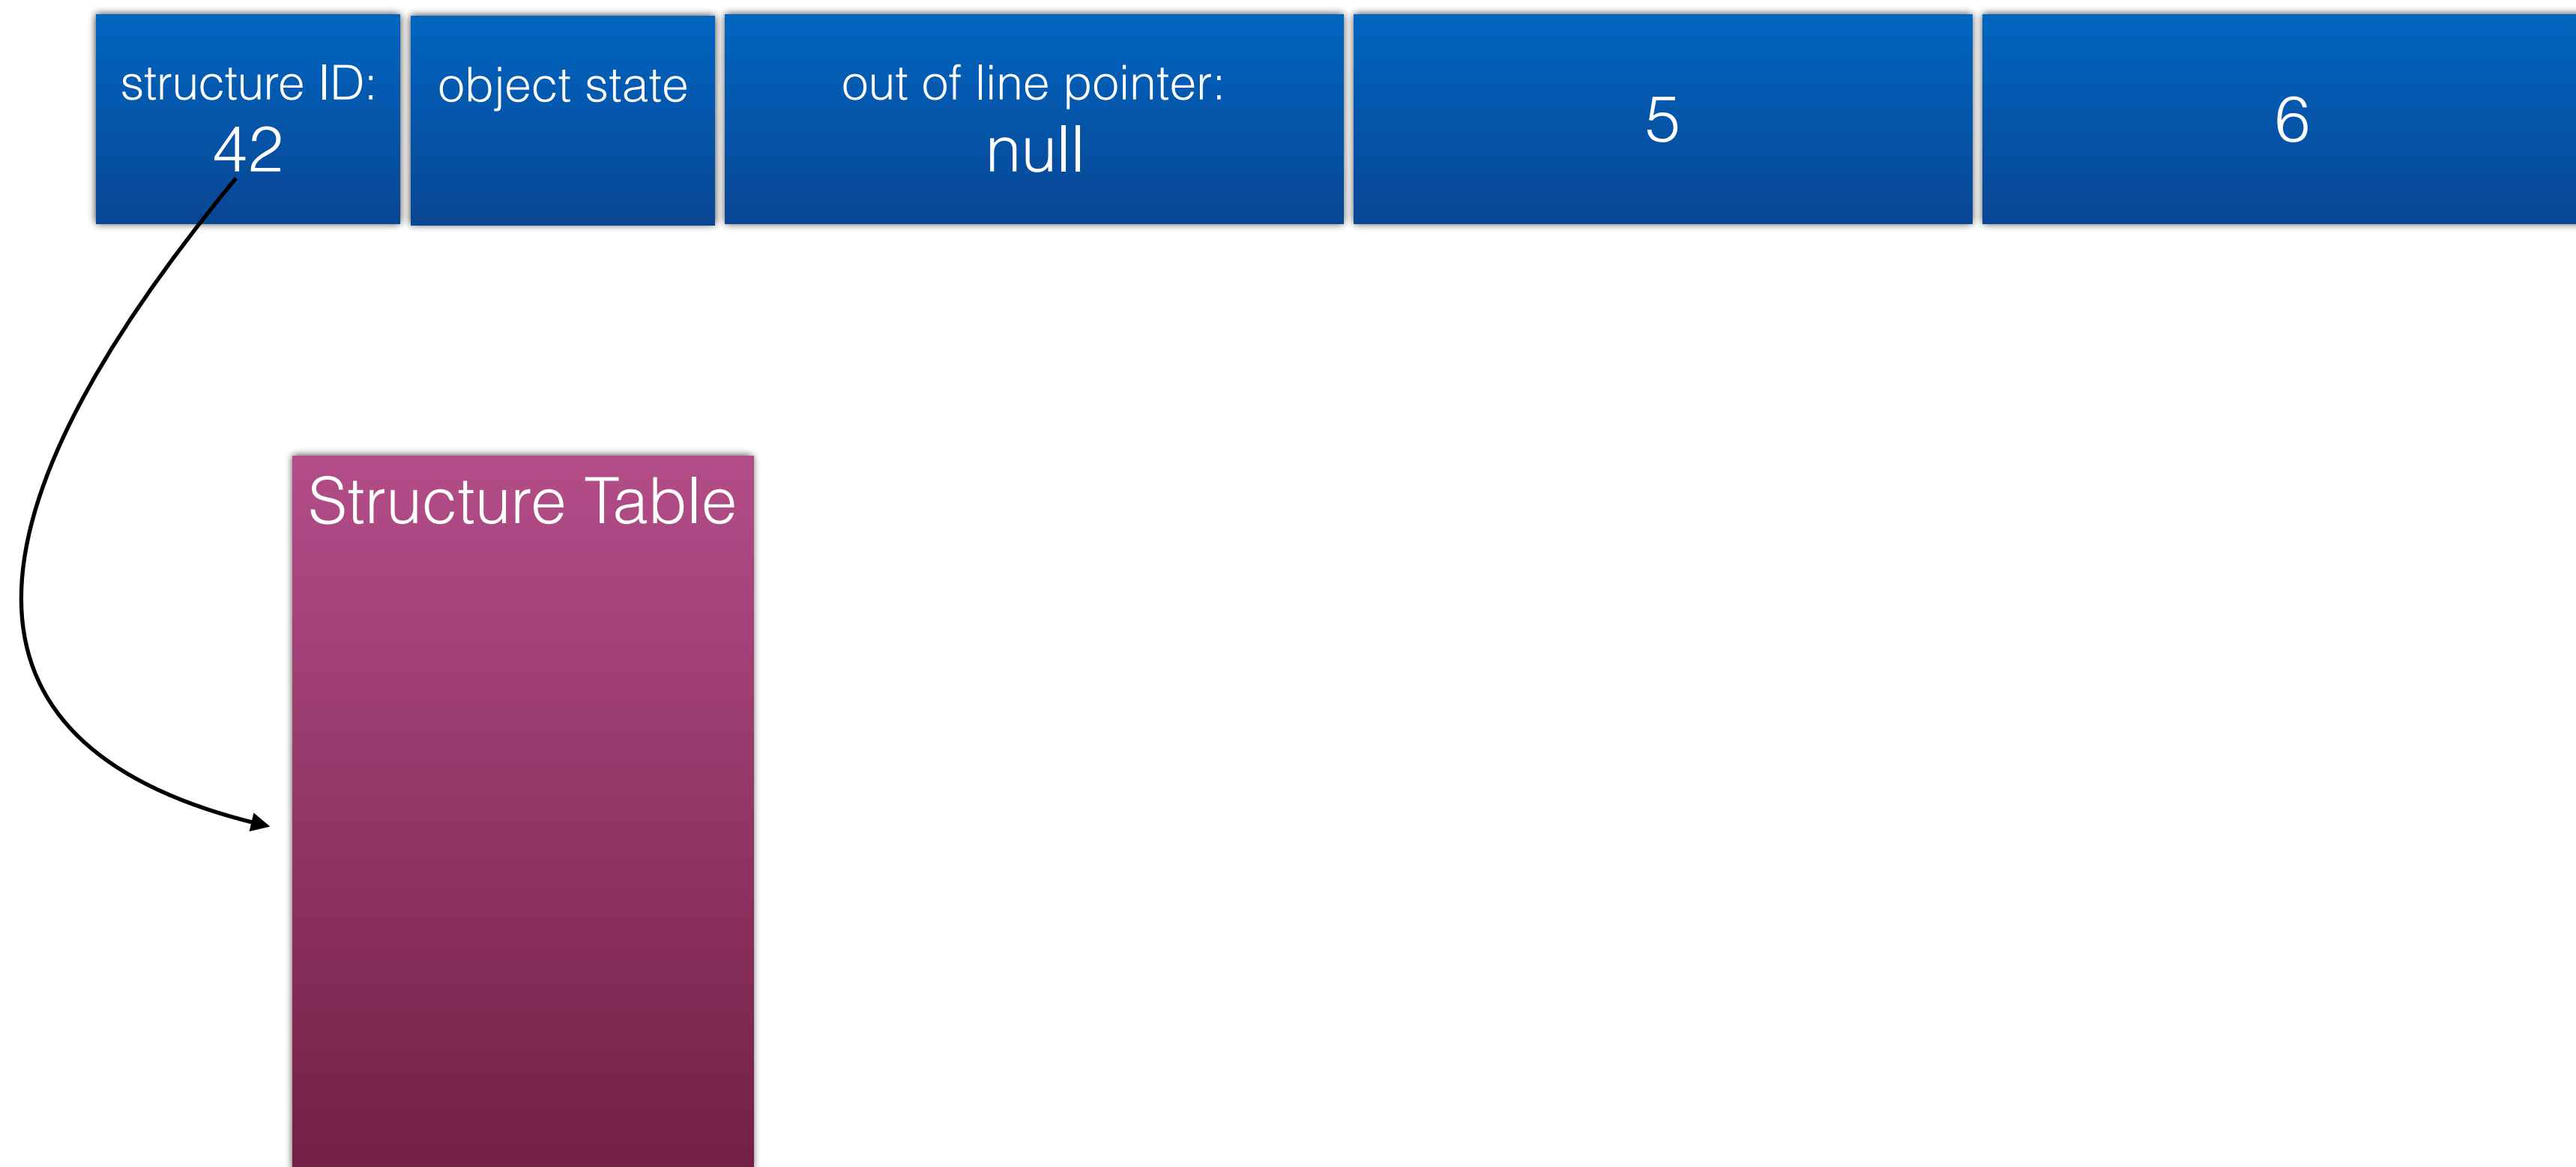 structure ID:
42
object state
out of line pointer:
null
5
6
Structure Table